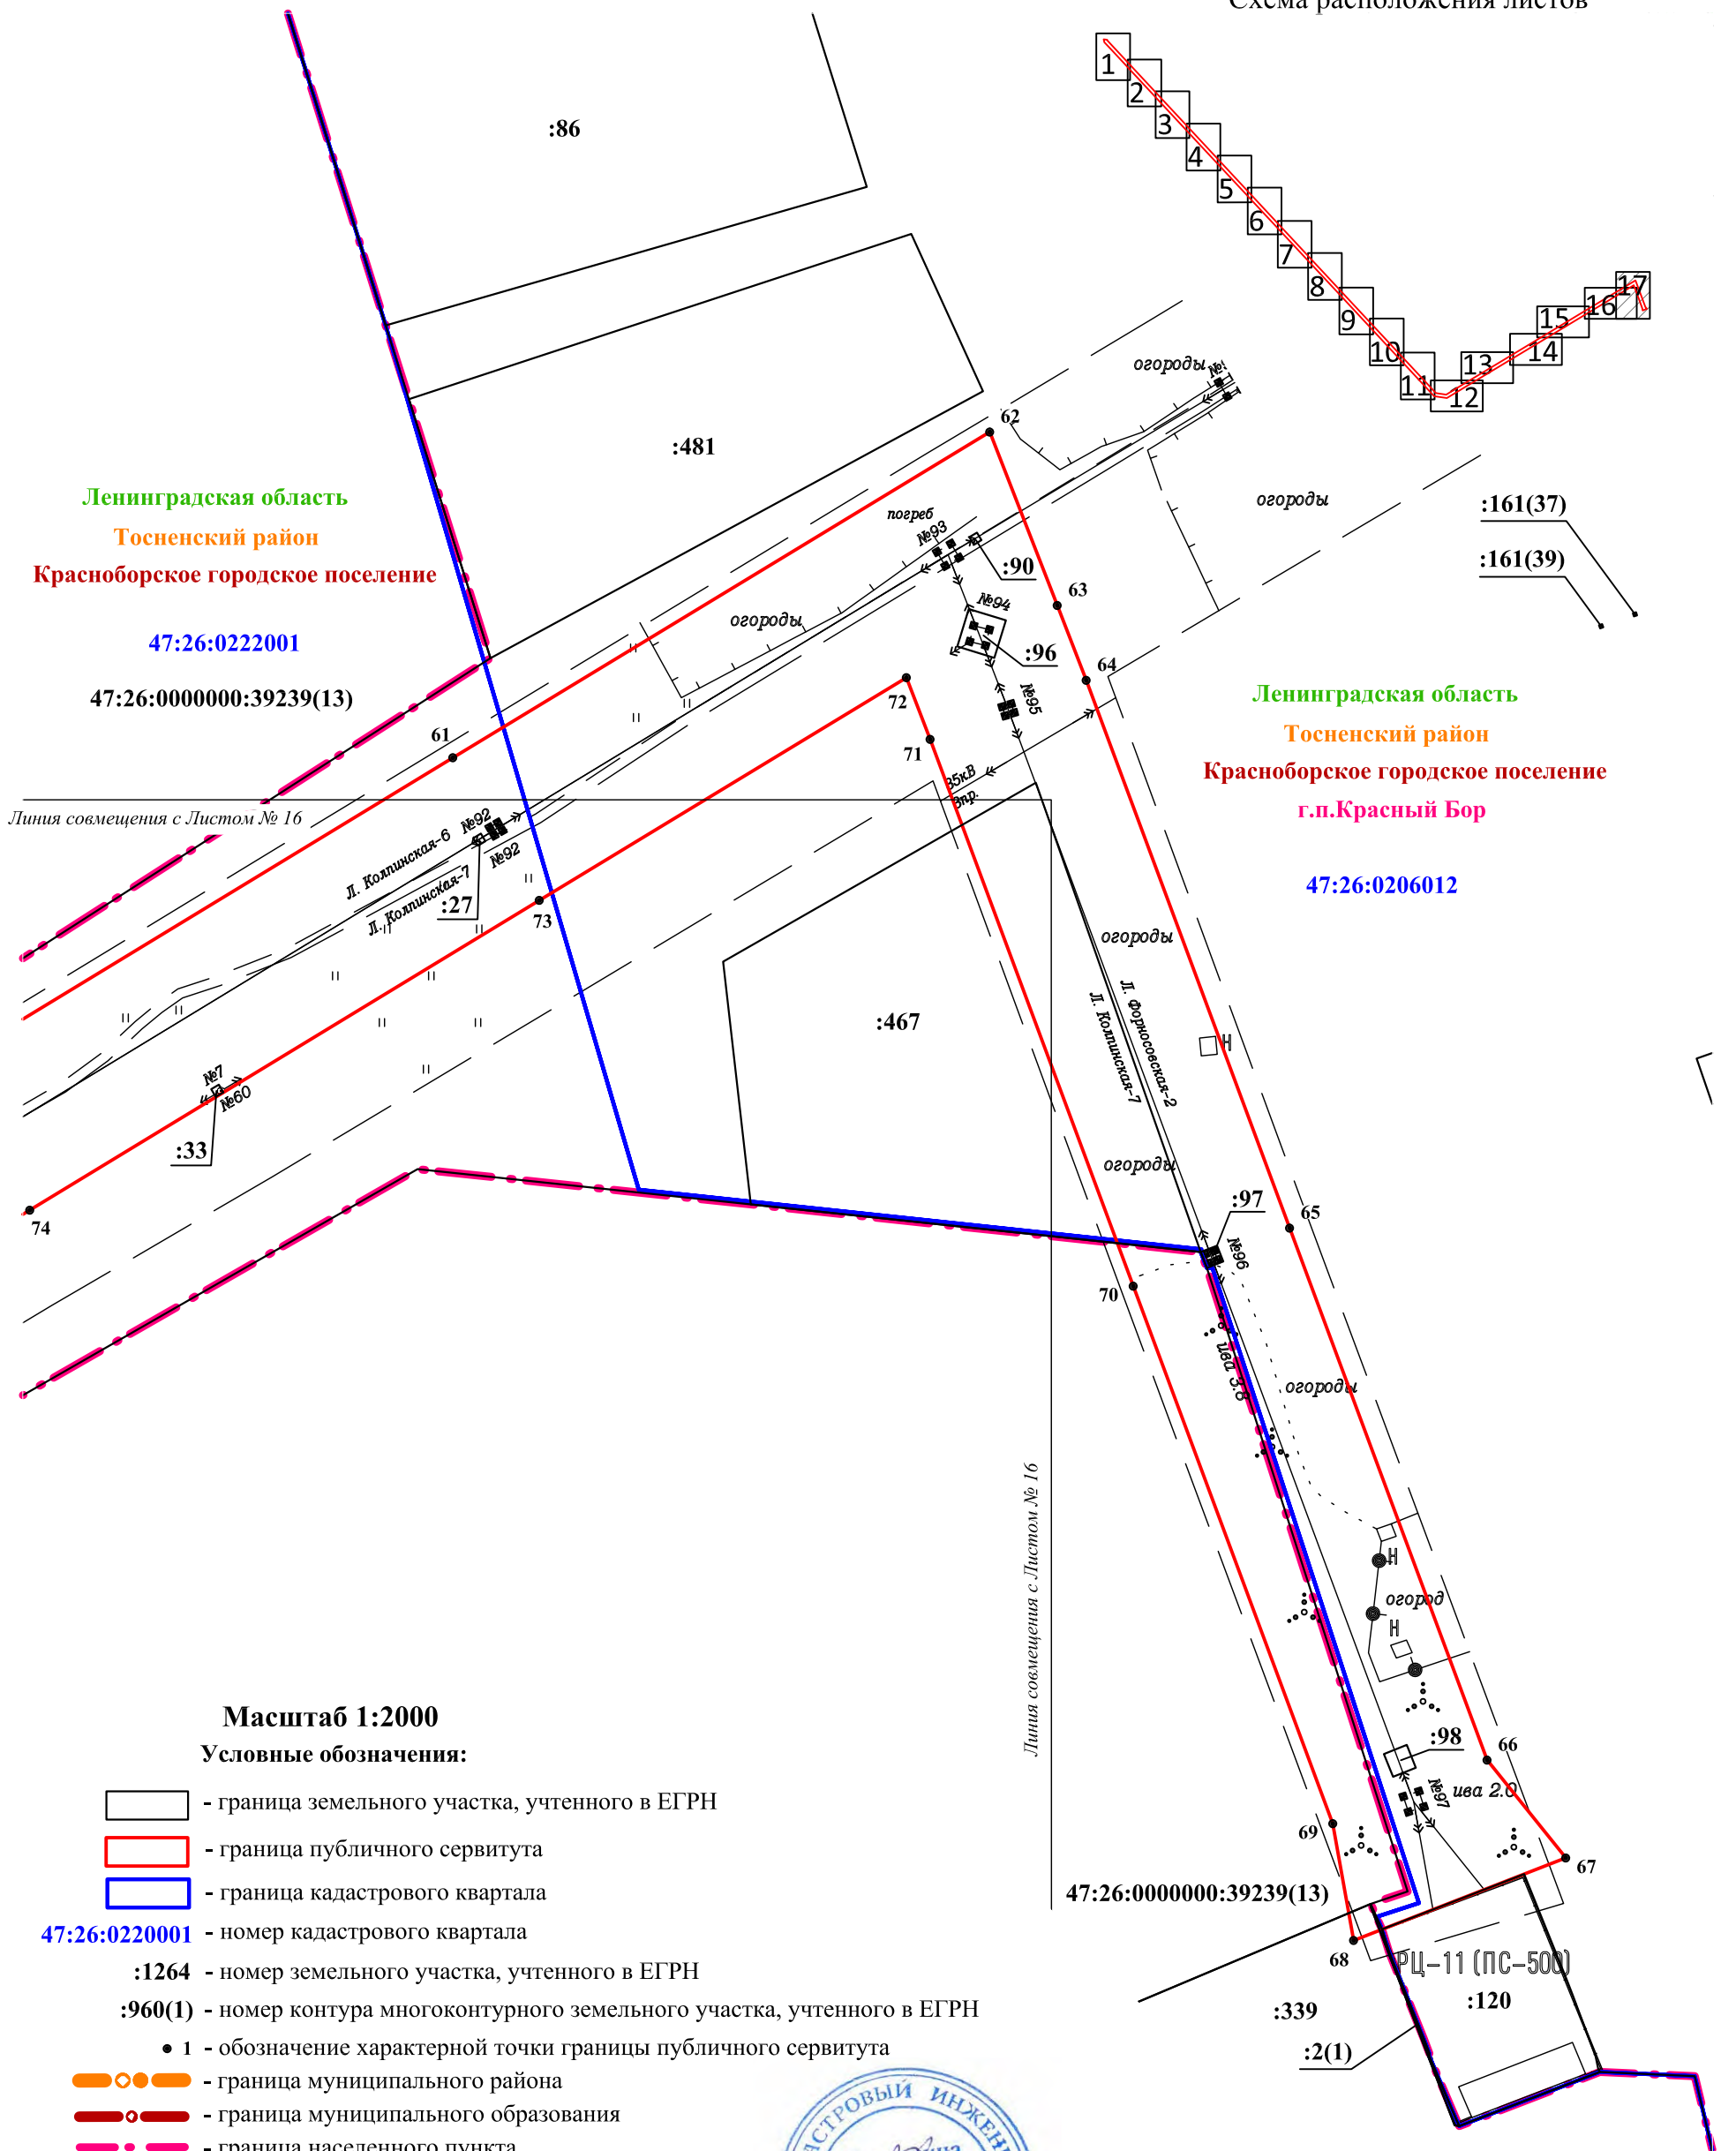 Схема расположения листов
1
2
3
4
5
6
7
8
9
10
11
12
13
14
15
16
17
:86
:481
огороды
62
огороды
:161(37)
:161(39)
Ленинградская область
Тосненский район
Красноборское городское поселение
47:26:0222001
47:26:0000000:39239(13)
погреб
№93
:90
№94
63
:96
огороды
64
№95
72
71
61
35кВ
3пр.
Ленинградская область
Тосненский район
Красноборское городское поселение
г.п.Красный Бор
47:26:0206012
Линия совмещения с Листом № 16
Л. Колпинская-6
№92
№92
Л. Колпинская-7
:27
73
огороды
:467
Л. Форносовская-2
Л. Колпинская-7
Н
№7
№60
:33
74
огороды
:97
№96
65
70
ива 3.8
огороды
Линия совмещения с Листом № 16
Н
огород
Н
:98
66
№97
ива 2.0
69
67
47:26:0000000:39239(13)
68
РЦ-11 (ПС-500)
:120
:339
:2(1)
Масштаб 1:2000
Условные обозначения:
- граница земельного участка, учтенного в ЕГРН
- граница публичного сервитута
- граница кадастрового квартала
47:26:0220001 - номер кадастрового квартала
:1264 - номер земельного участка, учтенного в ЕГРН
:960(1) - номер контура многоконтурного земельного участка, учтенного в ЕГРН
1 - обозначение характерной точки границы публичного сервитута
- граница муниципального района
- граница муниципального образования
- граница населенного пункта